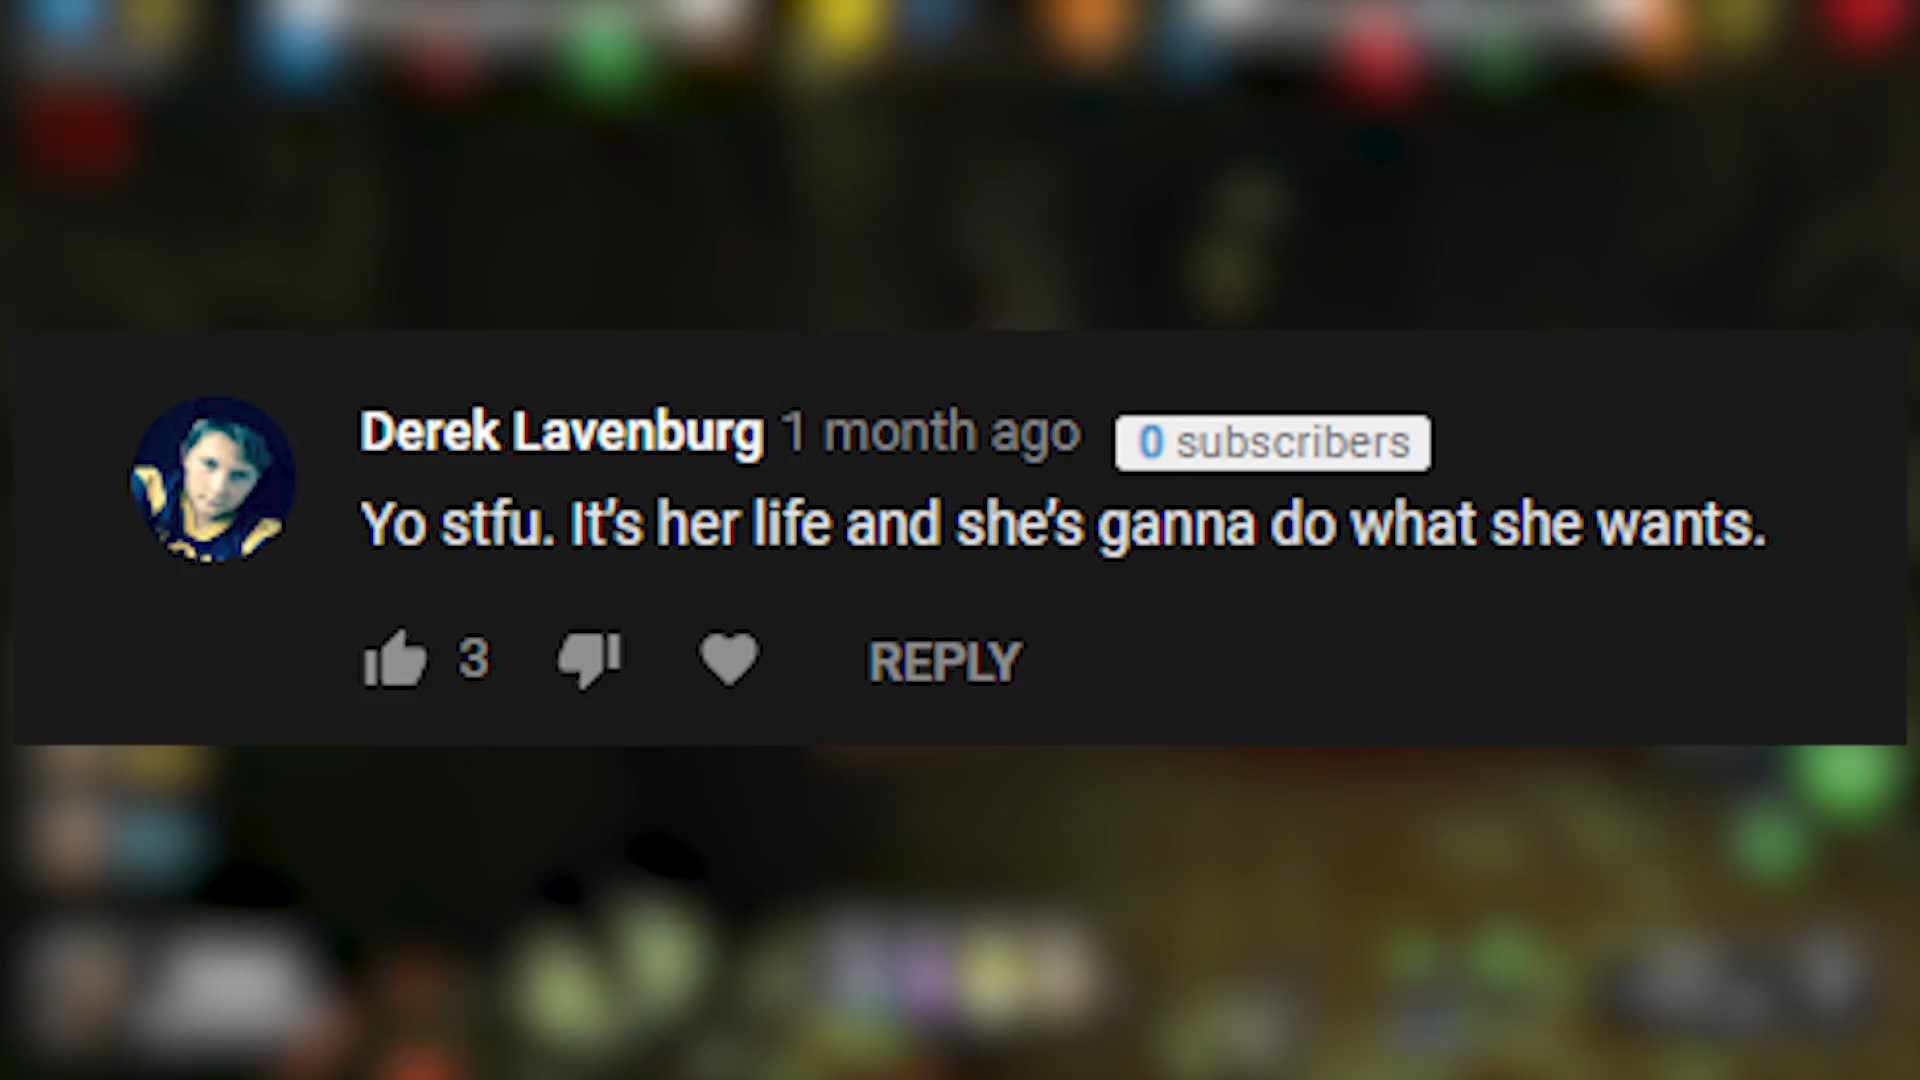 Derek Lavenburg 1 month ago 0 subscribers
Yo stfu. It's her life and she's ganna do what she wants.
3 REPLY